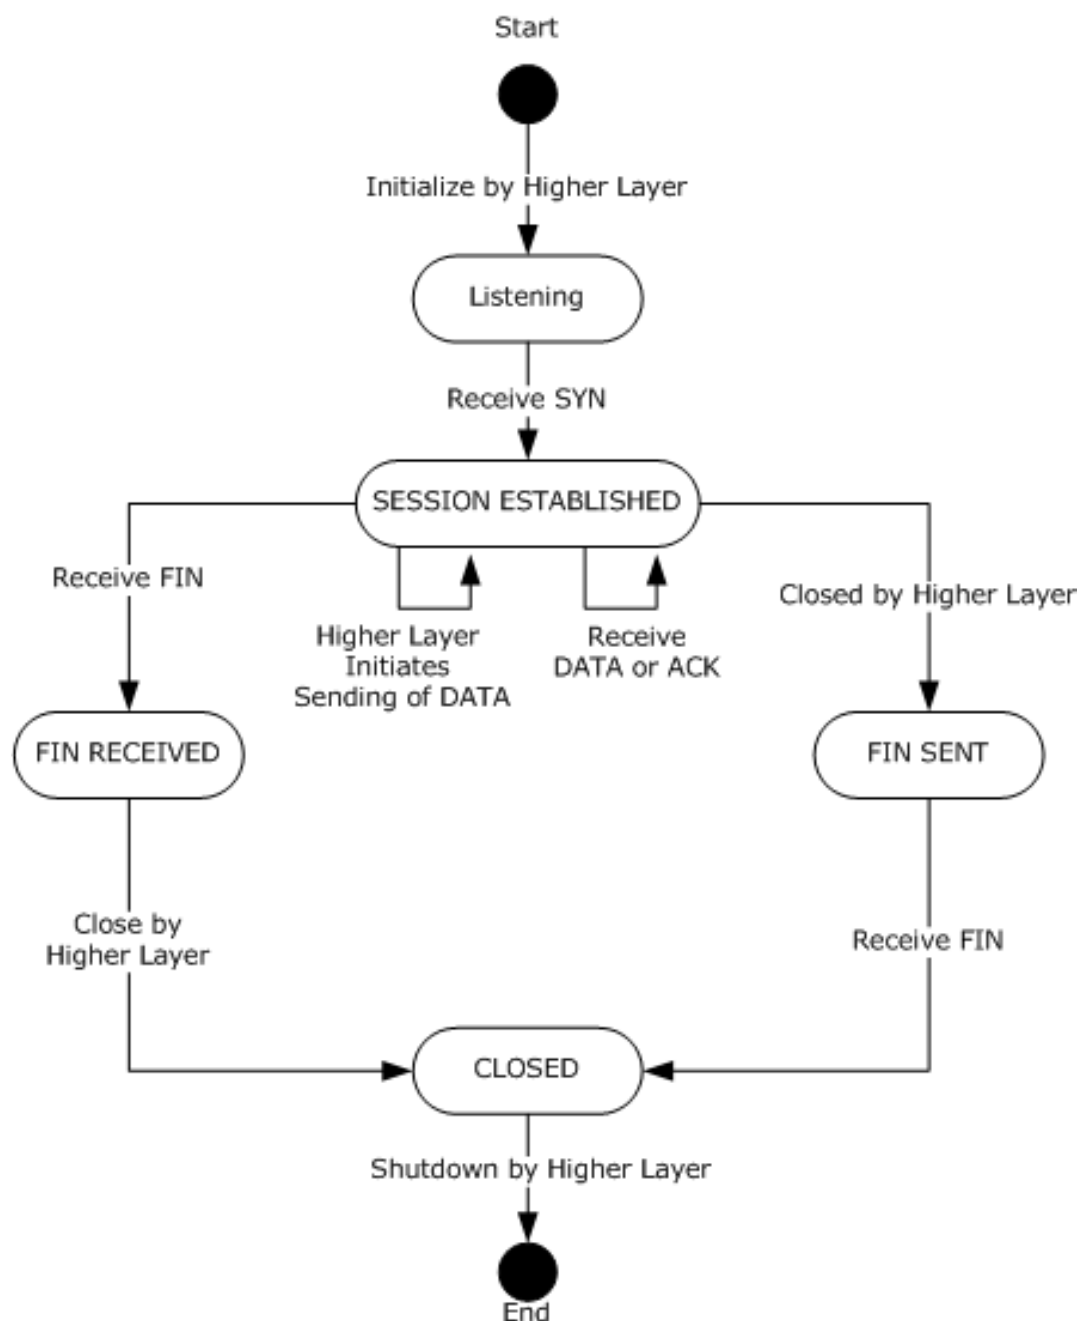 Start
Initialize by Higher Layer
Listening
Receive SYN
SESSION ESTABLISHED
Receive FIN
Closed by Higher Layer
Higher Layer
Initiates
Sending of DATA
Receive
DATA or ACK
FIN RECEIVED
FIN SENT
Close by
Higher Layer
Receive FIN
CLOSED
Shutdown by Higher Layer
End